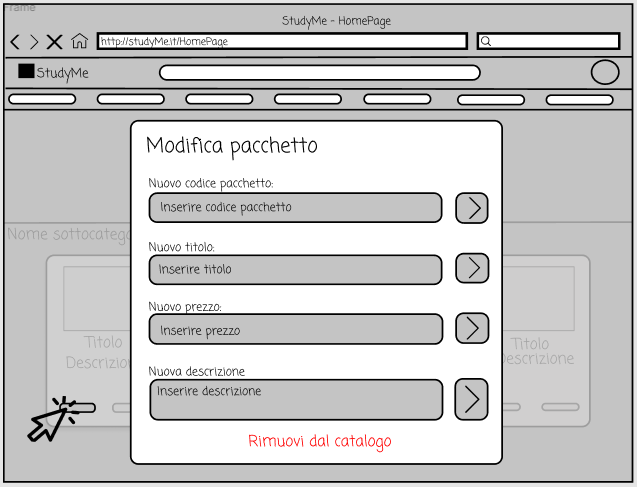 Frame
StudyMe - HomePage
http://studyMe.it/HomePage
StudyMe
Modifica pacchetto
Nuovo codice pacchetto:
Inserire codice pacchetto
Nome sottocatego
Nuovo titolo:
Inserire titolo
Nuovo prezzo:
Inserire prezzo
Titolo
Descrizion
Titolo
Descrizione
Nuova descrizione
Inserire descrizione
Rimuovi dal catalogo